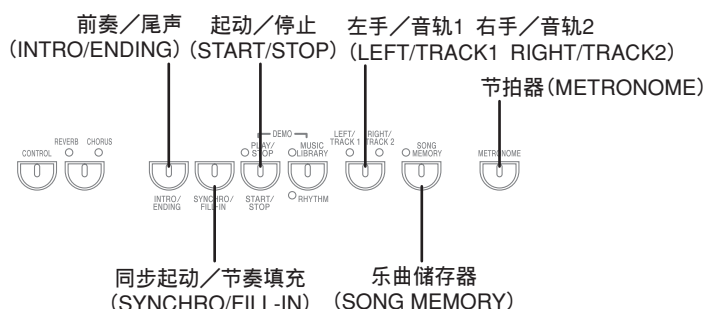 前奏／尾声 起动／停止 左手／音轨1 右手／音轨2
(INTRO/ENDING) (START/STOP) (LEFT/TRACK1 RIGHT/TRACK2)
节拍器(METRONOME)
DEMO
CONTROL REVERB CHORUS PLAY/STOP MUSIC LIBRARY LEFT/TRACK 1 RIGHT/TRACK 2 SONG MEMORY METRONOME
INTRO/ENDING SYNCHRO/FILL-IN START/STOP RHYTHM
同步起动／节奏填充 乐曲储存器
(SYNCHRO/FILL-IN) (SONG MEMORY)